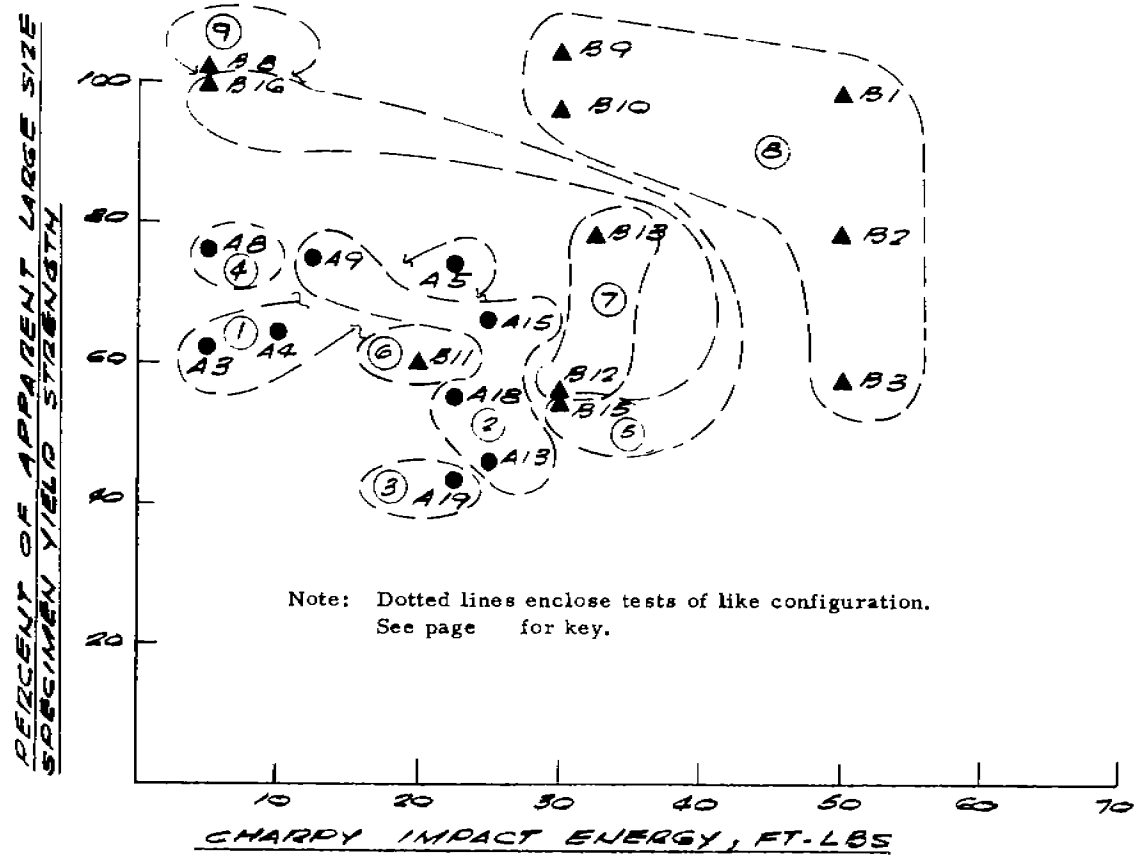 PERCENT OF APPARENT LARGE SIZE
SPECIMEN YIELD STRENGTH
100
80
60
40
20
9
B8
B16
B9
B10
B1
8
B2
B3
A8
4
A9
A5
A15
B13
7
1
A3
A4
6
B11
B12
B15
5
A18
2
A13
3
A19
Note: Dotted lines enclose tests of like configuration.
See page for key.
10 20 30 40 50 60 70
CHARPY IMPACT ENERGY, FT-LBS